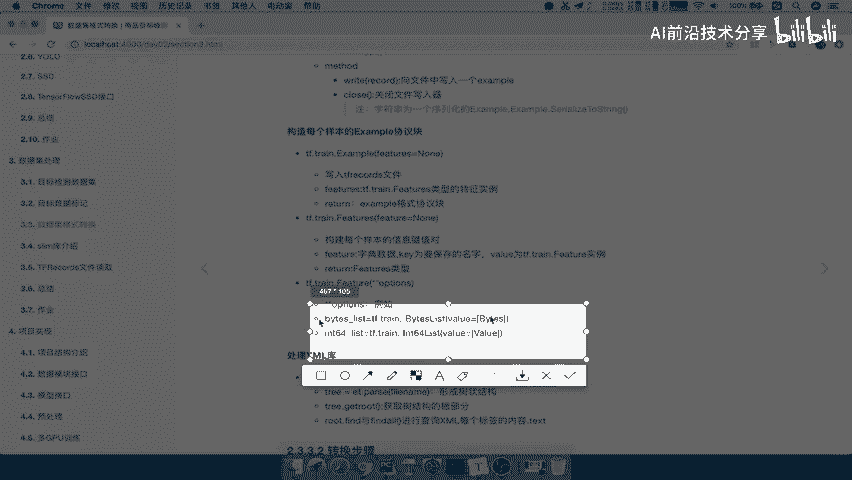 Chrome 文件 修改 视图 历史记录 书签 其他人 窗口 帮助
100%
AI前沿技术分享 bilibili
2.6. YOLO
2.7. SSD
2.8. TensorFlowSSD接口
2.9. 总结
2.10. 作业
3. 数据集处理
3.1. 目标检测数据集
3.2. 目标数据标记
3.3. 数据集格式转换
3.4. slim库介绍
3.5. TFRecords文件读取
3.6. 总结
3.7. 作业
4. 项目实现
4.1. 项目结构介绍
4.2. 数据模块接口
4.3. 模型接口
4.4. 预处理
4.5. 多GPU训练
method
write(record):向文件中写入一个example
close():关闭文件写入器
注：字符串为一个序列化的Example,Example.SerializeToString()
构造每个样本的Example协议块
tf.train.Example(features=None)
写入tfrecords文件
features:tf.train.Features类型的特征实例
return：example格式协议块
tf.train.Features(feature=None)
构建每个样本的信息键值对
feature:字典数据,key为要保存的名字，value为tf.train.Feature实例
return:Features类型
tf.train.Feature(**options)
467 * 105
**options：例如
bytes_list=tf.train. BytesList(value=[Bytes])
int64_list=tf.train. Int64List(value=[Value])
处理XML库
tree = et.parse(filename)：形成树状结构
tree.getroot():获取树结构的根部分
root.find与findall()进行查询XML每个标签的内容.text
2.3.3.2 转换步骤